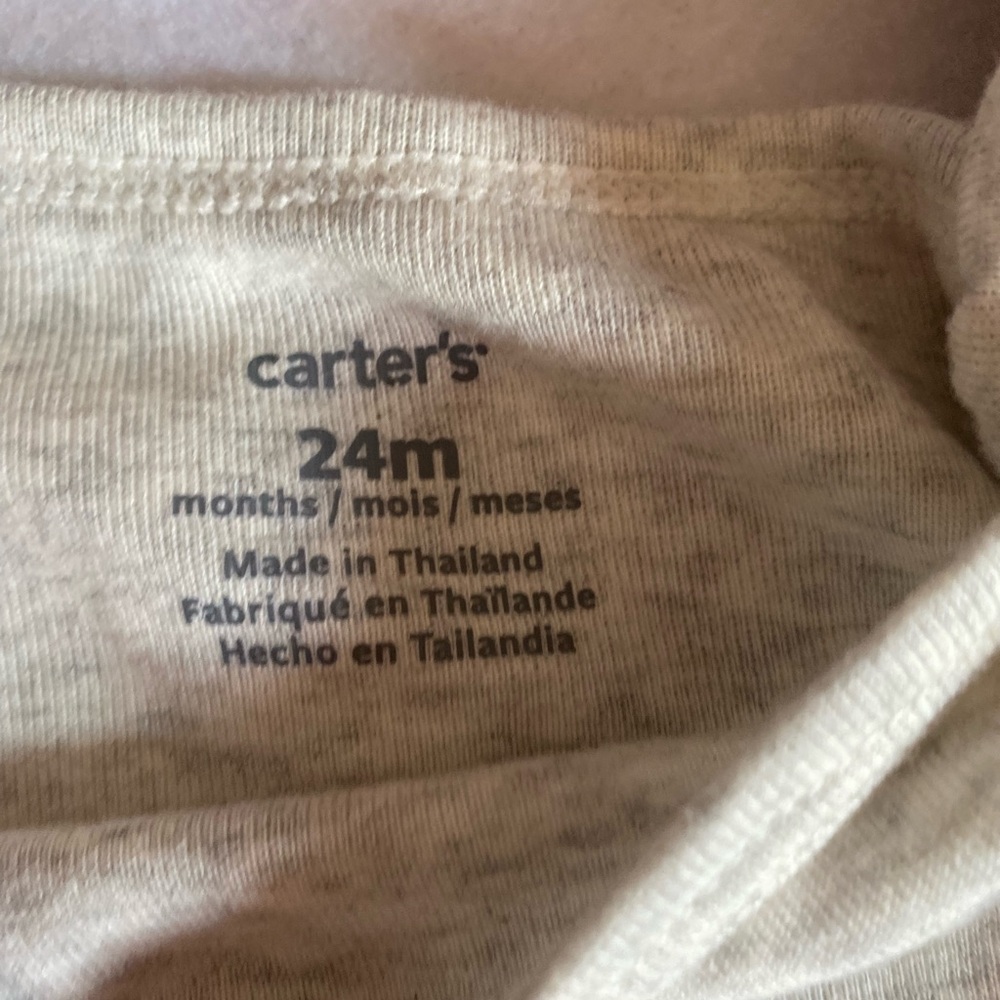 carter's
24m
months / mois / meses
Made in Thailand
Fabriqué en Thaïlande
Hecho en Tailandia